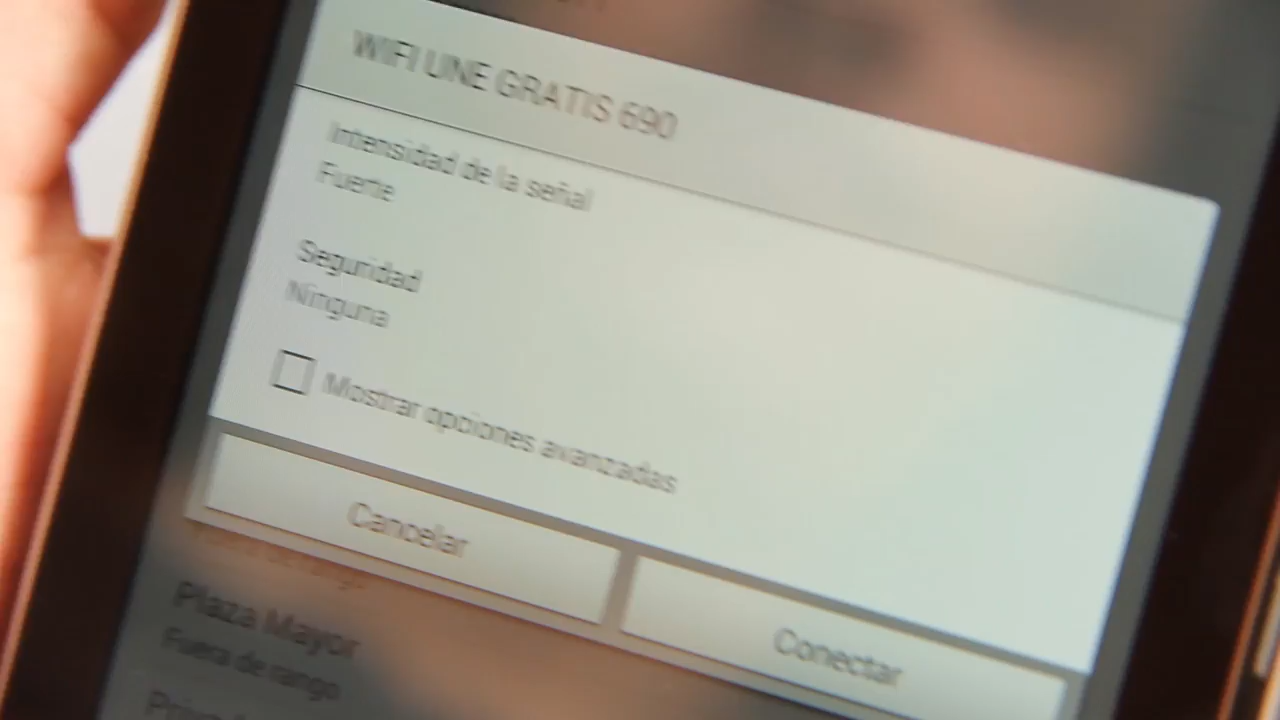 WIFI UNE GRATIS 690
Intensidad de la señal
Fuerte
Seguridad
Ninguna
Mostrar opciones avanzadas
Cancelar
Conectar
Plaza Mayor
Fuera de rango